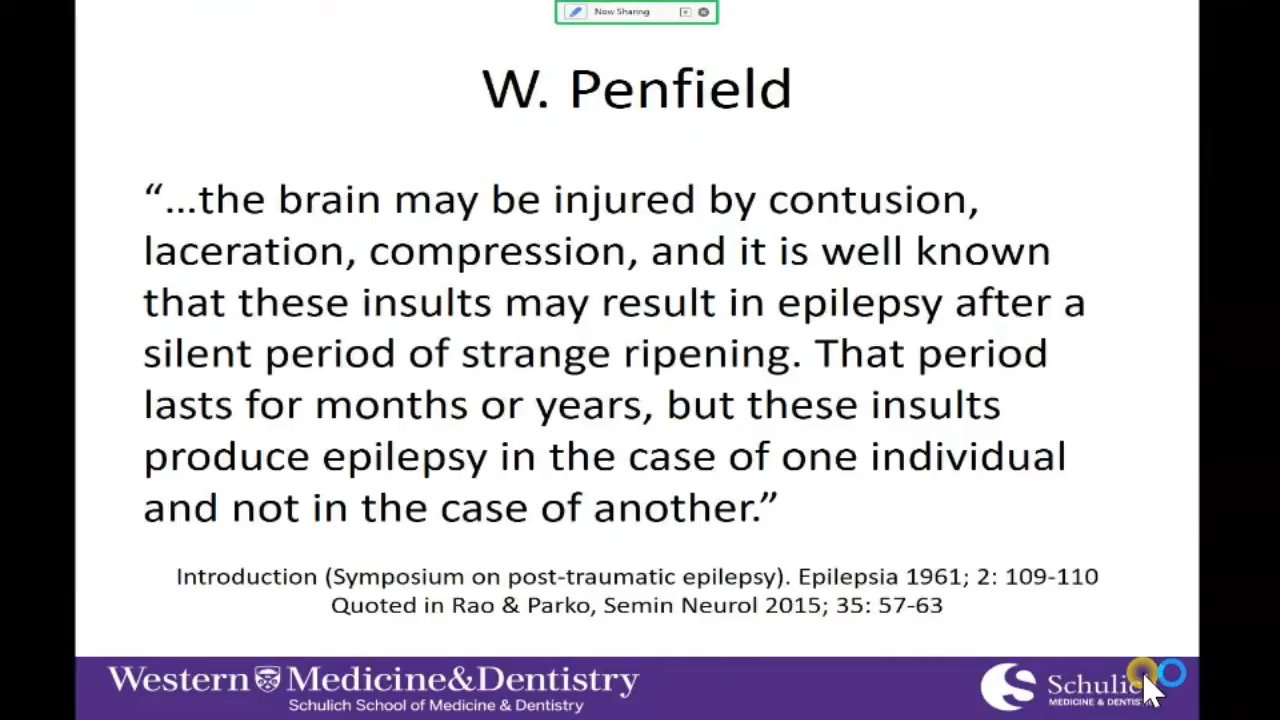 Now Sharing
W. Penfield
“...the brain may be injured by contusion,
laceration, compression, and it is well known
that these insults may result in epilepsy after a
silent period of strange ripening. That period
lasts for months or years, but these insults
produce epilepsy in the case of one individual
and not in the case of another.”
Introduction (Symposium on post-traumatic epilepsy). Epilepsia 1961; 2: 109-110
Quoted in Rao & Parko, Semin Neurol 2015; 35: 57-63
Western Medicine&Dentistry
Schulich School of Medicine & Dentistry
Schulich
MEDICINE & DENTISTRY